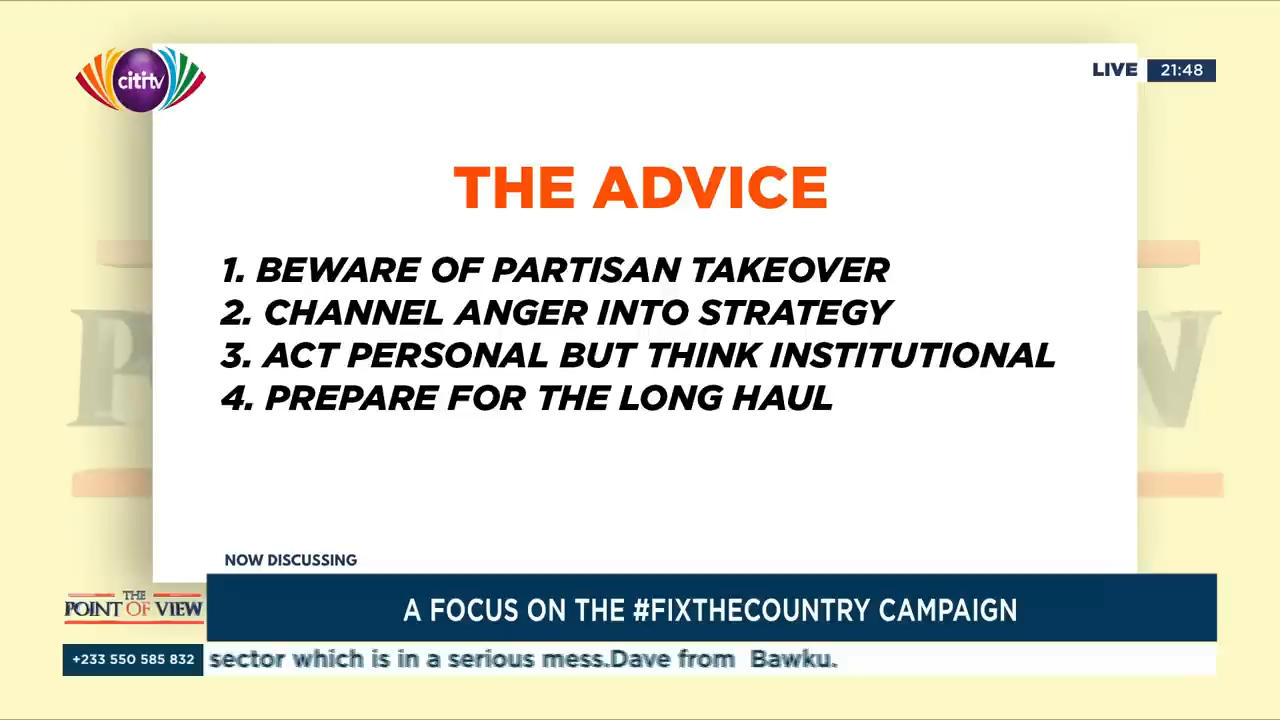 citi tv
LIVE 21:48
THE ADVICE
1. BEWARE OF PARTISAN TAKEOVER
2. CHANNEL ANGER INTO STRATEGY
3. ACT PERSONAL BUT THINK INSTITUTIONAL
4. PREPARE FOR THE LONG HAUL
NOW DISCUSSING
THE
POINT OF VIEW
A FOCUS ON THE #FIXTHECOUNTRY CAMPAIGN
+233 550 585 832
sector which is in a serious mess.Dave from Bawku.